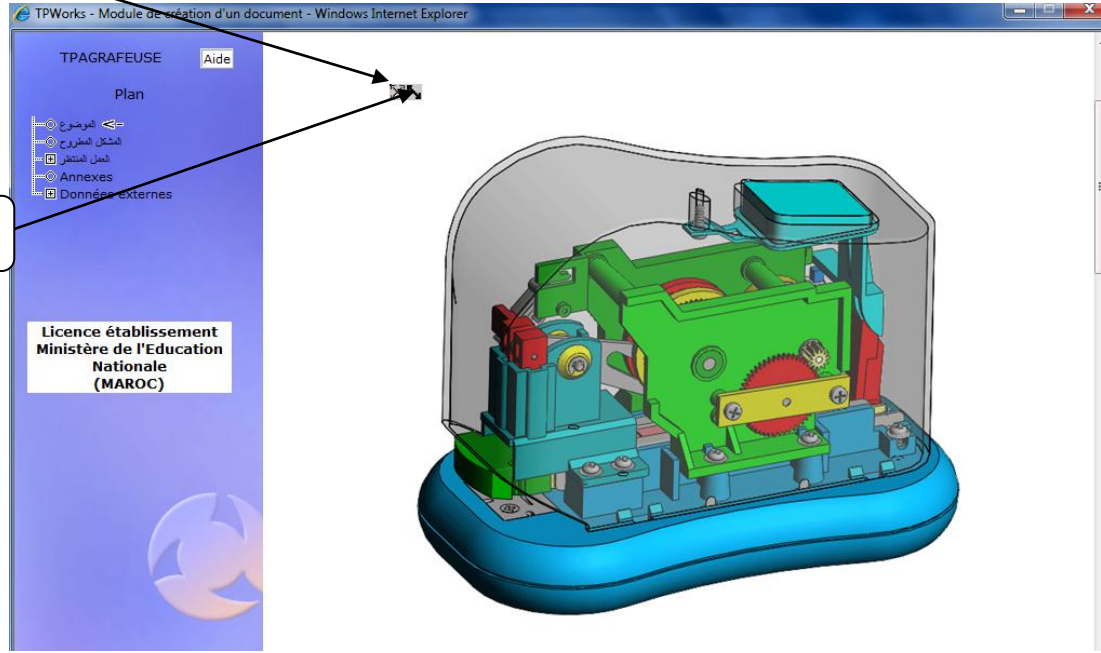 TPWorks - Module de création d'un document - Windows Internet Explorer
TPAGRAFEUSE
Aide
Plan
الموضوع
المشكل المطروح
العمل المنتظر
Annexes
Données externes
Licence établissement
Ministère de l'Education
Nationale
(MAROC)